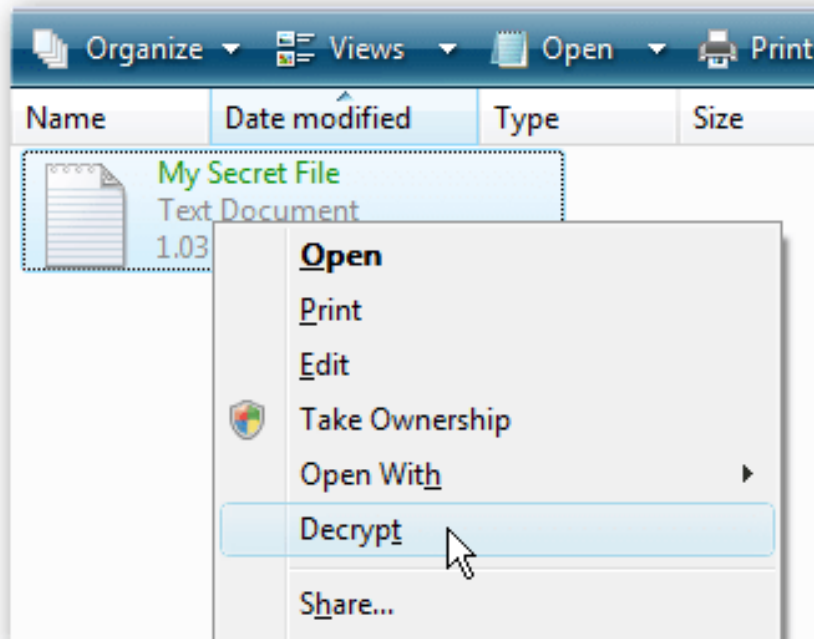 Organize Views Open Print
Name Date modified Type Size
My Secret File
Text Document
1.03
Open
Print
Edit
Take Ownership
Open With
Decrypt
Share...